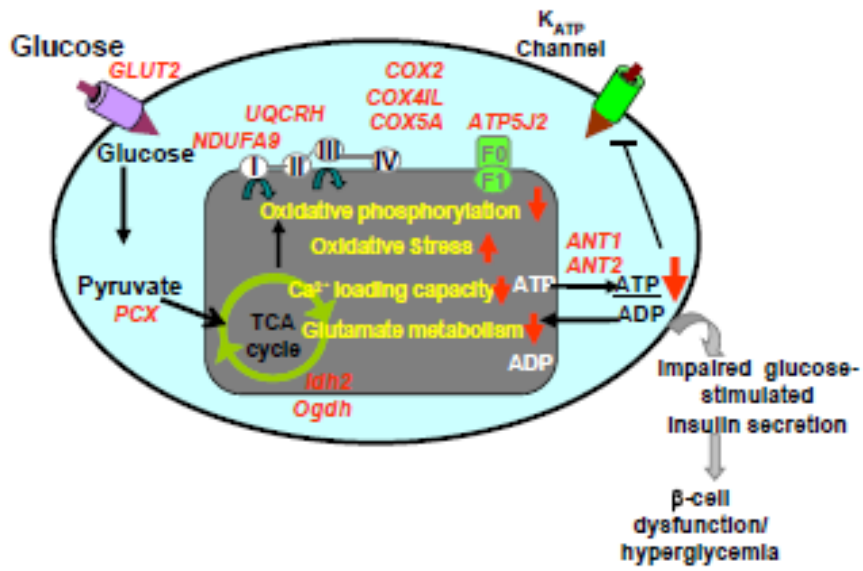 Glucose
GLUT2
K_ATP
Channel
COX2
COX4IL
COX5A
UQCRH
NDUFA9
ATP5J2
Glucose
I
II
III
IV
F0
F1
Oxidative phosphorylation
Oxidative Stress
ANT1
ANT2
Pyruvate
PCX
Ca²⁺ loading capacity
ATP
ATP
ADP
TCA
cycle
Glutamate metabolism
ADP
Idh2
Ogdh
Impaired glucose-
stimulated
insulin secretion
β-cell
dysfunction/
hyperglycemia